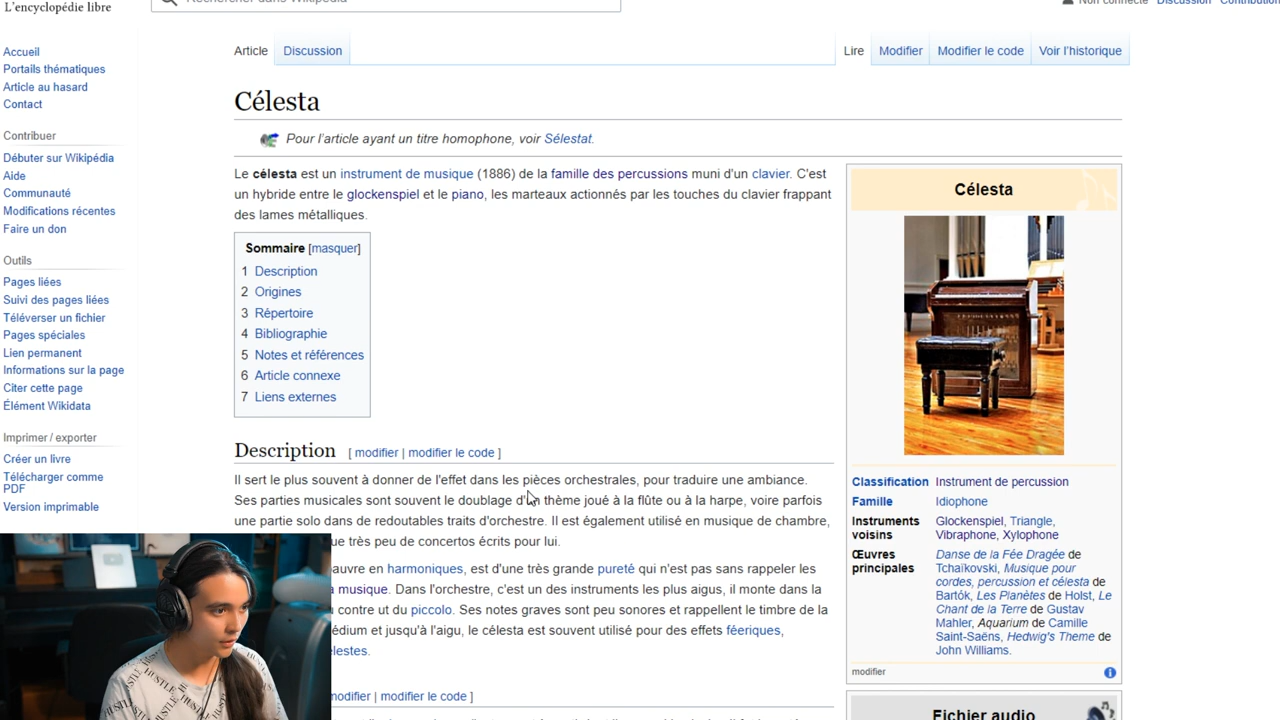 L'encyclopédie libre
Rechercher dans Wikipédia
Non connecté Discussion Contributions
Accueil
Portails thématiques
Article au hasard
Contact
Contribuer
Débuter sur Wikipédia
Aide
Communauté
Modifications récentes
Faire un don
Outils
Pages liées
Suivi des pages liées
Téléverser un fichier
Pages spéciales
Lien permanent
Informations sur la page
Citer cette page
Élément Wikidata
Imprimer / exporter
Créer un livre
Télécharger comme
PDF
Version imprimable
Article Discussion
Lire Modifier Modifier le code Voir l'historique
Célesta
Pour l'article ayant un titre homophone, voir Sélestat.
Le célesta est un instrument de musique (1886) de la famille des percussions muni d'un clavier. C'est
un hybride entre le glockenspiel et le piano, les marteaux actionnés par les touches du clavier frappant
des lames métalliques.
Sommaire [masquer]
1 Description
2 Origines
3 Répertoire
4 Bibliographie
5 Notes et références
6 Article connexe
7 Liens externes
Description [ modifier | modifier le code ]
Il sert le plus souvent à donner de l'effet dans les pièces orchestrales, pour traduire une ambiance.
Ses parties musicales sont souvent le doublage d'un thème joué à la flûte ou à la harpe, voire parfois
une partie solo dans de redoutables traits d'orchestre. Il est également utilisé en musique de chambre,
que très peu de concertos écrits pour lui.
auvre en harmoniques, est d'une très grande pureté qui n'est pas sans rappeler les
à musique. Dans l'orchestre, c'est un des instruments les plus aigus, il monte dans la
contre ut du piccolo. Ses notes graves sont peu sonores et rappellent le timbre de la
édium et jusqu'à l'aigu, le célesta est souvent utilisé pour des effets féeriques,
élestes.
modifier | modifier le code ]
Célesta
Classification Instrument de percussion
Famille Idiophone
Instruments voisins Glockenspiel, Triangle,
Vibraphone, Xylophone
Œuvres principales Danse de la Fée Dragée de
Tchaïkovski, Musique pour
cordes, percussion et célesta de
Bartók, Les Planètes de Holst, Le
Chant de la Terre de Gustav
Mahler, Aquarium de Camille
Saint-Saëns, Hedwig's Theme de
John Williams.
modifier
Fichier audio
HUSTLE